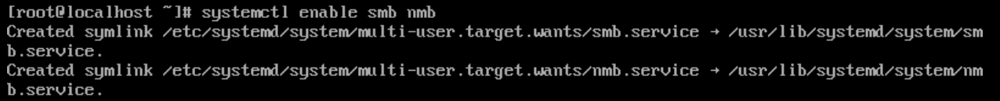 [root@localhost ~]# systemctl enable smb nmb
Created symlink /etc/systemd/system/multi-user.target.wants/smb.service → /usr/lib/systemd/system/sm
b.service.
Created symlink /etc/systemd/system/multi-user.target.wants/nmb.service → /usr/lib/systemd/system/nm
b.service.